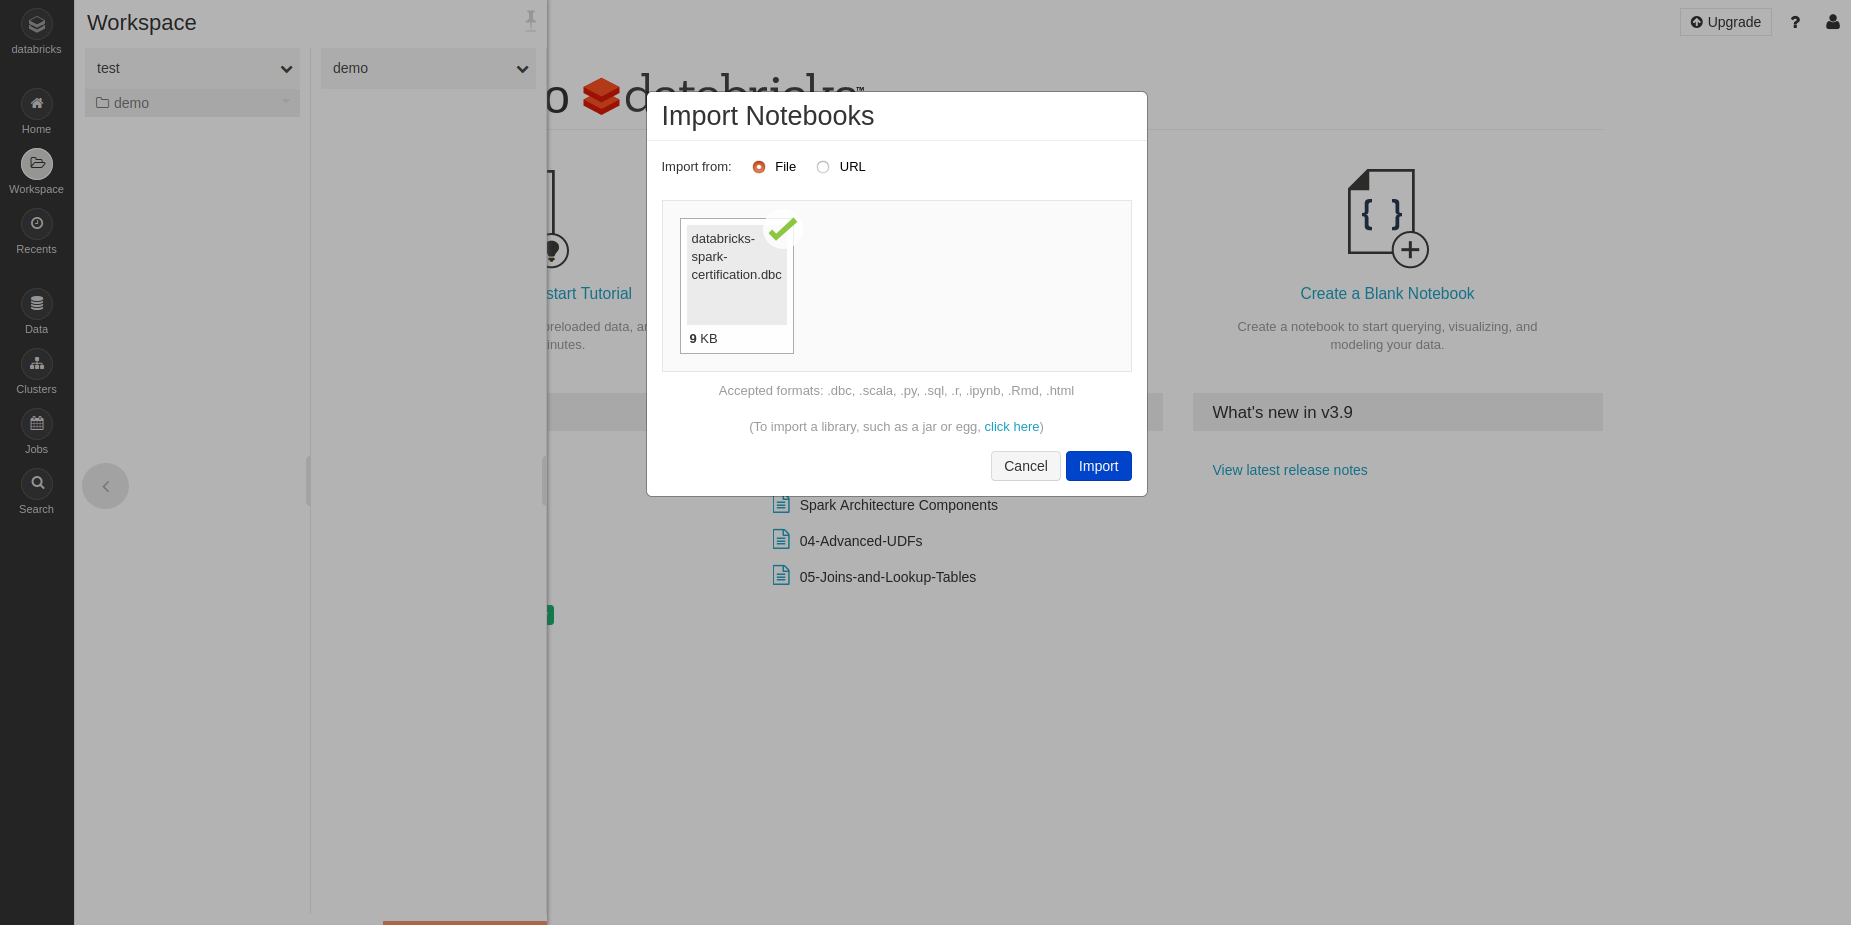 databricks
Home
Workspace
Recents
Data
Clusters
Jobs
Search
Workspace
test
demo
demo
Upgrade
?
databricks™
Import Notebooks
Import from:
File
URL
databricks-
spark-
certification.dbc
9 KB
Accepted formats: .dbc, .scala, .py, .sql, .r, .ipynb, .Rmd, .html
(To import a library, such as a jar or egg, click here)
Cancel
Import
start Tutorial
preloaded data,
inutes.
{ }
Create a Blank Notebook
Create a notebook to start querying, visualizing, and
modeling your data.
What's new in v3.9
View latest release notes
Spark Architecture Components
04-Advanced-UDFs
05-Joins-and-Lookup-Tables